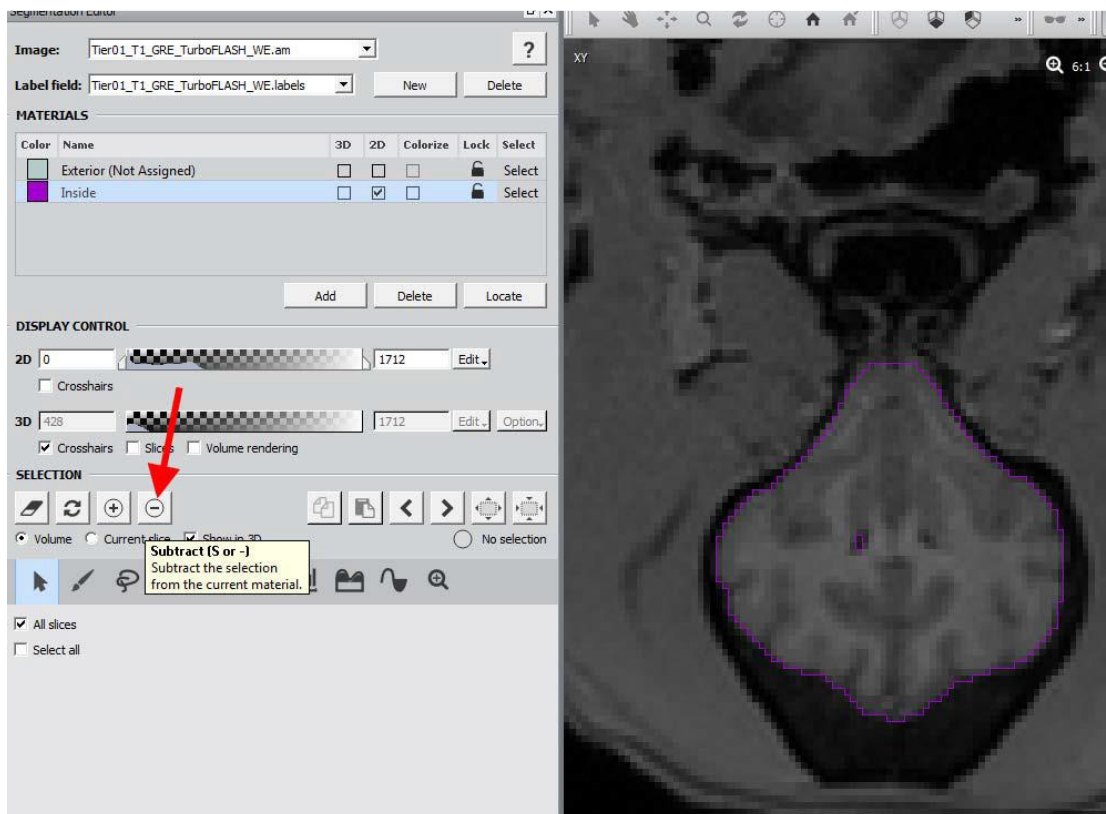 Segmentation Editor
Image: Tier01_T1_GRE_TurboFLASH_WE.am ?
Label field: Tier01_T1_GRE_TurboFLASH_WE.labels New Delete
MATERIALS
Color Name 3D 2D Colorize Lock Select
Exterior (Not Assigned) Select
Inside Select
Add Delete Locate
DISPLAY CONTROL
2D 0 1712 Edit
Crosshairs
3D 428 1712 Edit Option
Crosshairs Slices Volume rendering
SELECTION
Volume Current slice Show in 3D No selection
Subtract (S or -)
Subtract the selection
from the current material.
All slices
Select all
» »
XY 6:1